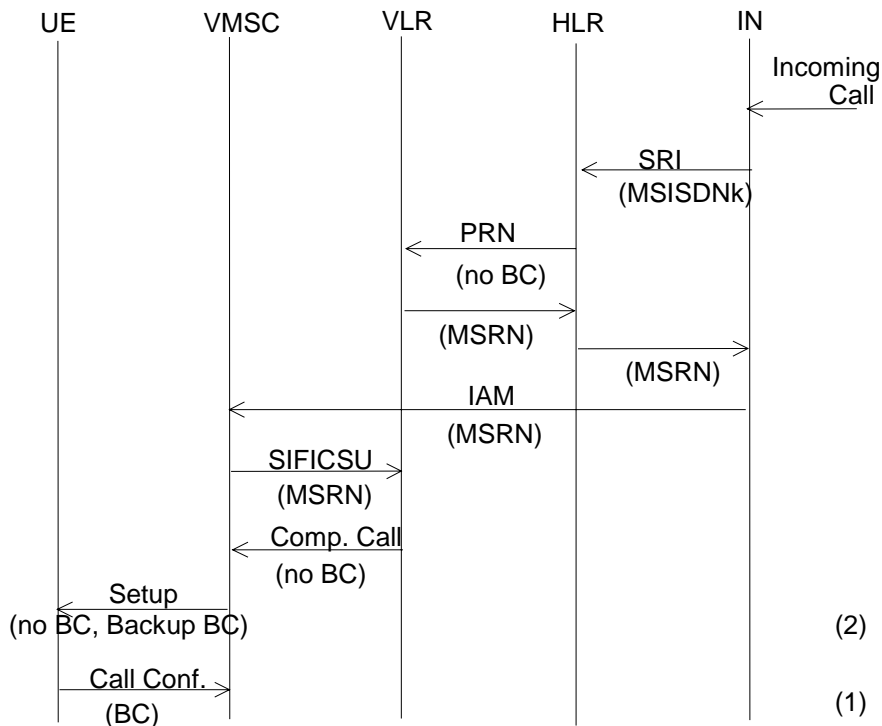 UE VMSC VLR HLR IN
Incoming
Call
SRI
(MSISDNk)
PRN
(no BC)
(MSRN)
(MSRN)
IAM
(MSRN)
SIFICSU
(MSRN)
Comp. Call
(no BC)
Setup
(no BC, Backup BC) (2)
Call Conf.
(BC) (1)